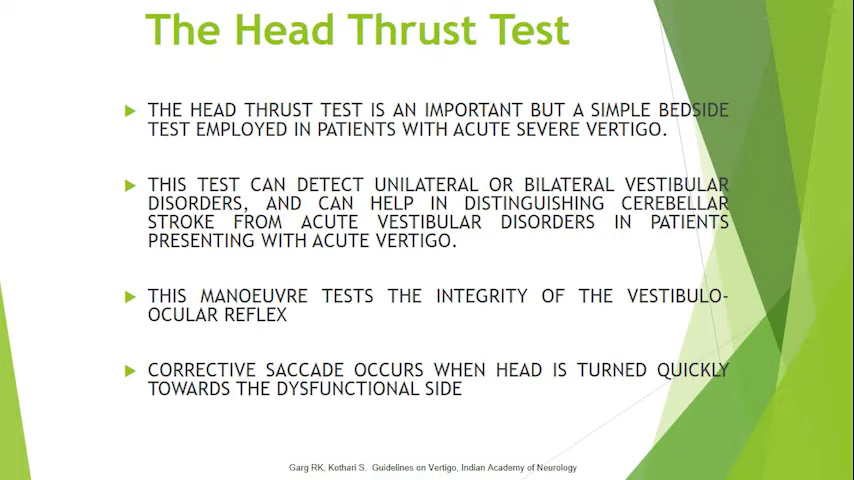 The Head Thrust Test
THE HEAD THRUST TEST IS AN IMPORTANT BUT A SIMPLE BEDSIDE
TEST EMPLOYED IN PATIENTS WITH ACUTE SEVERE VERTIGO.
THIS TEST CAN DETECT UNILATERAL OR BILATERAL VESTIBULAR
DISORDERS, AND CAN HELP IN DISTINGUISHING CEREBELLAR
STROKE FROM ACUTE VESTIBULAR DISORDERS IN PATIENTS
PRESENTING WITH ACUTE VERTIGO.
THIS MANOEUVRE TESTS THE INTEGRITY OF THE VESTIBULO-
OCULAR REFLEX
CORRECTIVE SACCADE OCCURS WHEN HEAD IS TURNED QUICKLY
TOWARDS THE DYSFUNCTIONAL SIDE
Garg RK, Kothari S. Guidelines on Vertigo, Indian Academy of Neurology